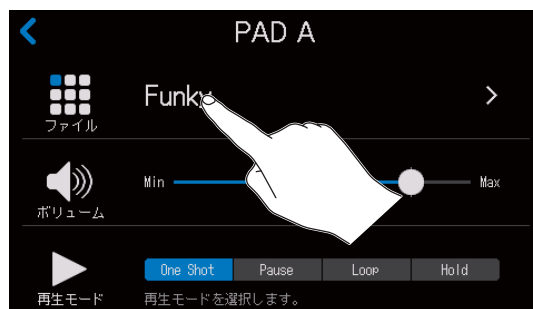 PAD A
Funky
ファイル
Min
Max
ボリューム
One Shot Pause Loop Hold
再生モード
再生モードを選択します。